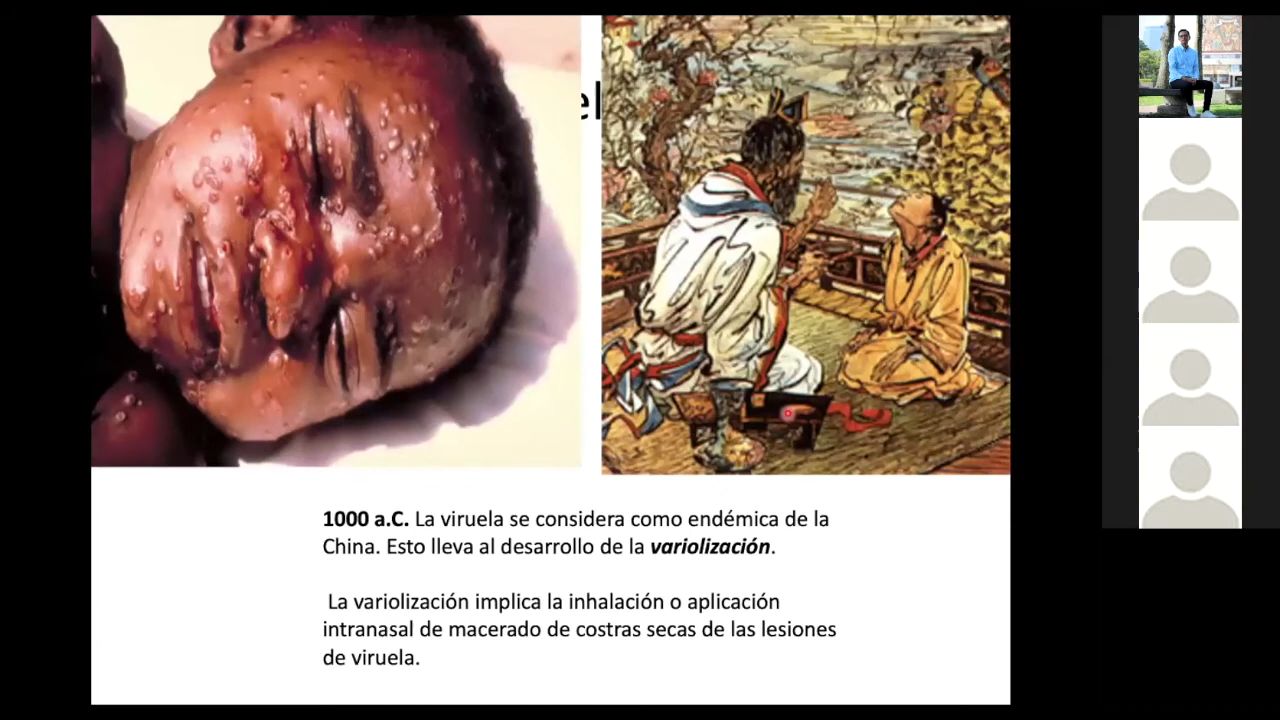 el
1000 a.C. La viruela se considera como endémica de la
China. Esto lleva al desarrollo de la variolización.
La variolización implica la inhalación o aplicación
intranasal de macerado de costras secas de las lesiones
de viruela.